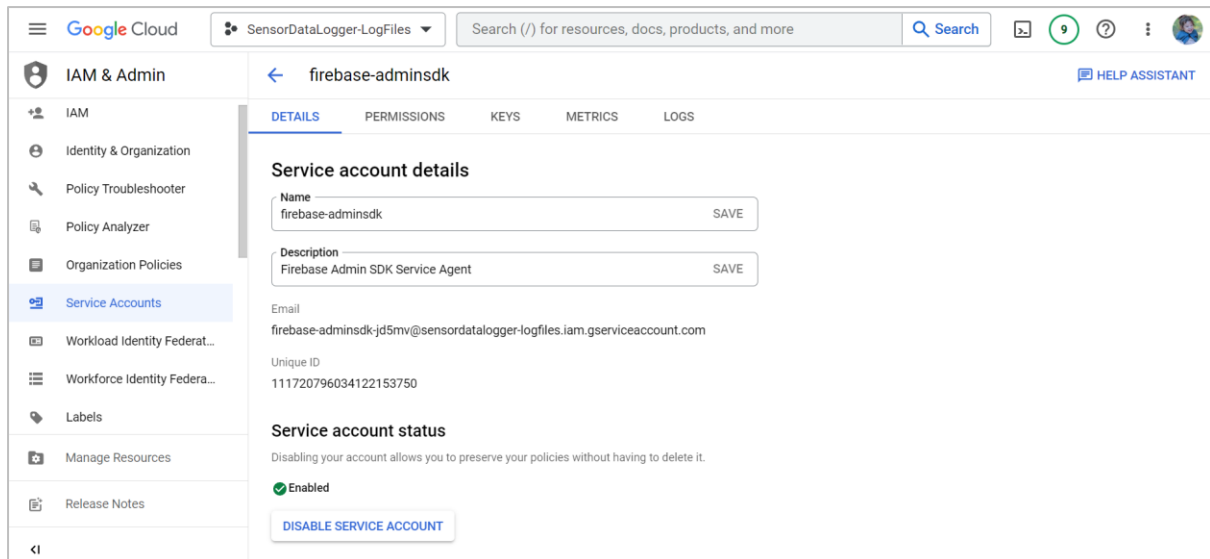 Google Cloud
SensorDataLogger-LogFiles
Search (/) for resources, docs, products, and more
Search
9
IAM & Admin
IAM
Identity & Organization
Policy Troubleshooter
Policy Analyzer
Organization Policies
Service Accounts
Workload Identity Federat...
Workforce Identity Federa...
Labels
Manage Resources
Release Notes
firebase-adminsdk
HELP ASSISTANT
DETAILS PERMISSIONS KEYS METRICS LOGS
Service account details
Name
firebase-adminsdk SAVE
Description
Firebase Admin SDK Service Agent SAVE
Email
firebase-adminsdk-jd5mv@sensordatalogger-logfiles.iam.gserviceaccount.com
Unique ID
111720796034122153750
Service account status
Disabling your account allows you to preserve your policies without having to delete it.
Enabled
DISABLE SERVICE ACCOUNT